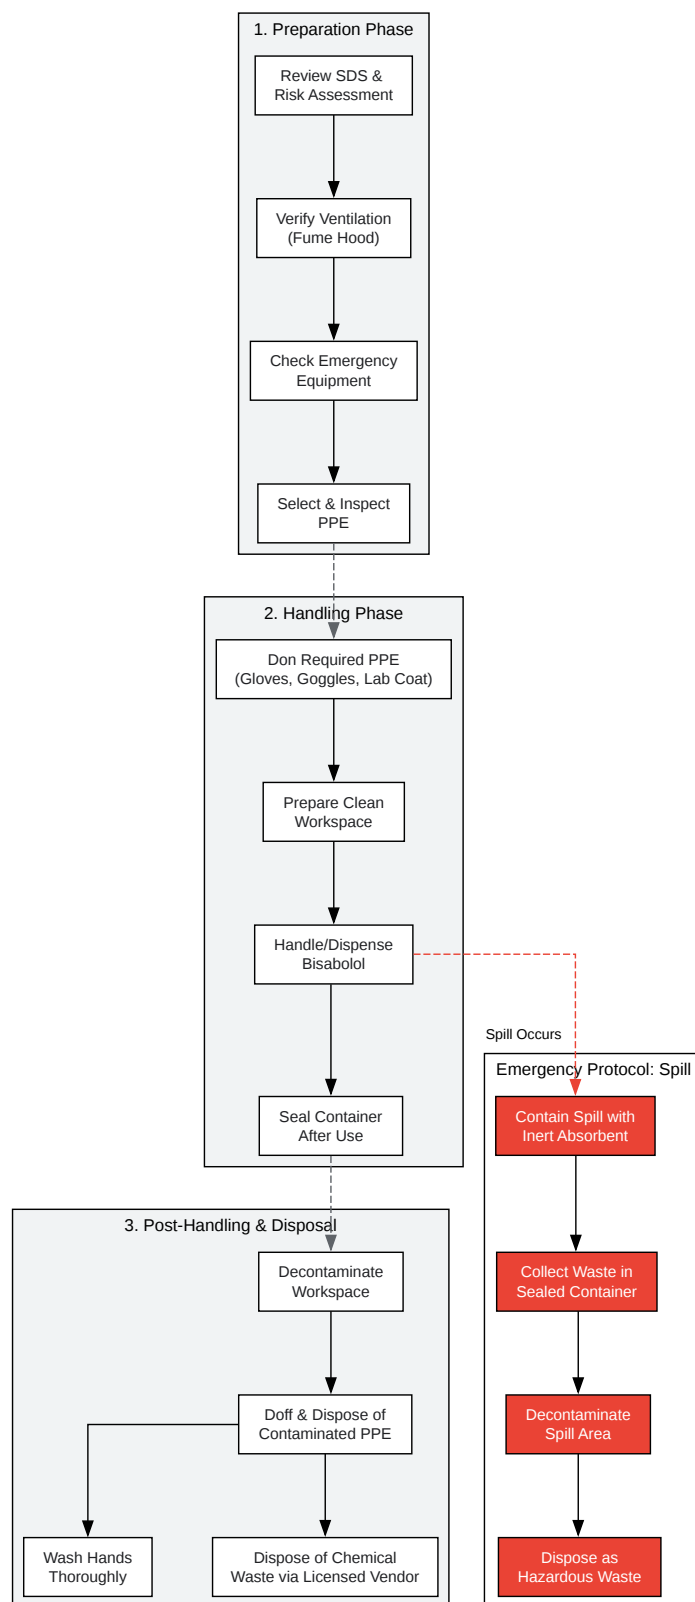 1. Preparation Phase
Review SDS &
Risk Assessment
Verify Ventilation
(Fume Hood)
Check Emergency
Equipment
Select & Inspect
PPE
2. Handling Phase
Don Required PPE
(Gloves, Goggles, Lab Coat)
Prepare Clean
Workspace
Handle/Dispense
Bisabolol
Spill Occurs
Seal Container
After Use
Emergency Protocol: Spill
Contain Spill with
Inert Absorbent
Collect Waste in
Sealed Container
Decontaminate
Spill Area
Dispose as
Hazardous Waste
3. Post-Handling & Disposal
Decontaminate
Workspace
Doff & Dispose of
Contaminated PPE
Wash Hands
Thoroughly
Dispose of Chemical
Waste via Licensed Vendor